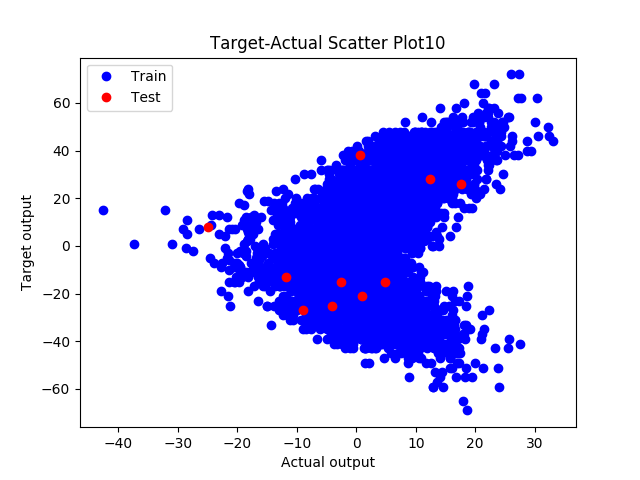 Target-Actual Scatter Plot10
Train
Test
60
40
20
0
−20
−40
−60
Target output
−40 −30 −20 −10 0 10 20 30
Actual output